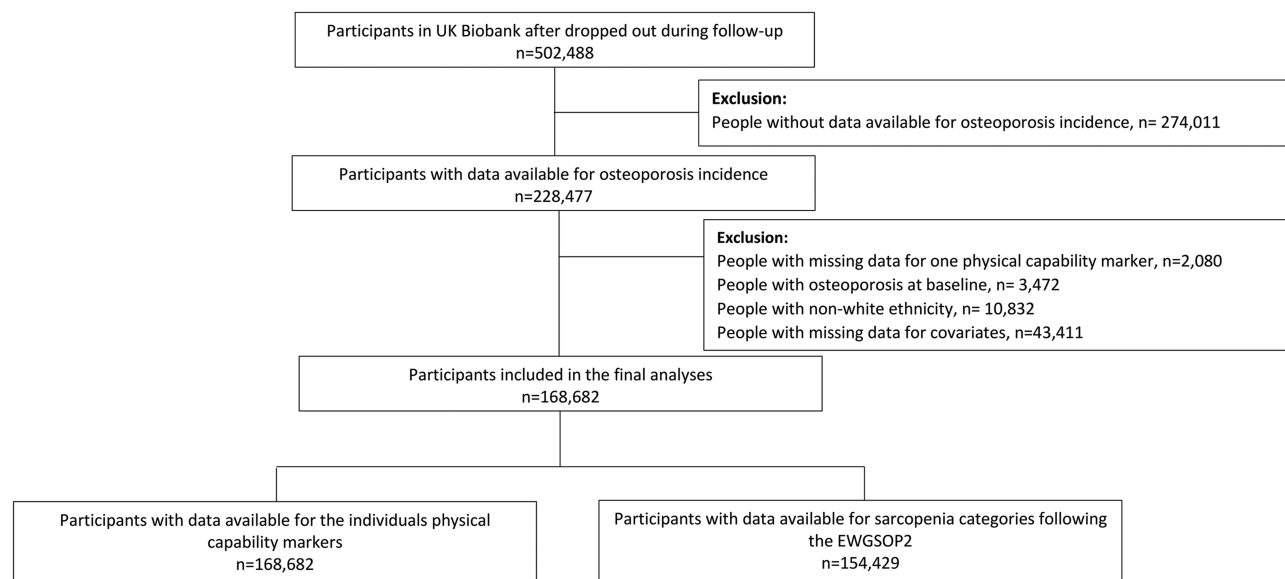 Participants in UK Biobank after dropped out during follow-up
n=502,488
Exclusion:
People without data available for osteoporosis incidence, n= 274,011
Participants with data available for osteoporosis incidence
n=228,477
Exclusion:
People with missing data for one physical capability marker, n=2,080
People with osteoporosis at baseline, n= 3,472
People with non-white ethnicity, n= 10,832
People with missing data for covariates, n=43,411
Participants included in the final analyses
n=168,682
Participants with data available for the individuals physical
capability markers
n=168,682
Participants with data available for sarcopenia categories following
the EWGSOP2
n=154,429